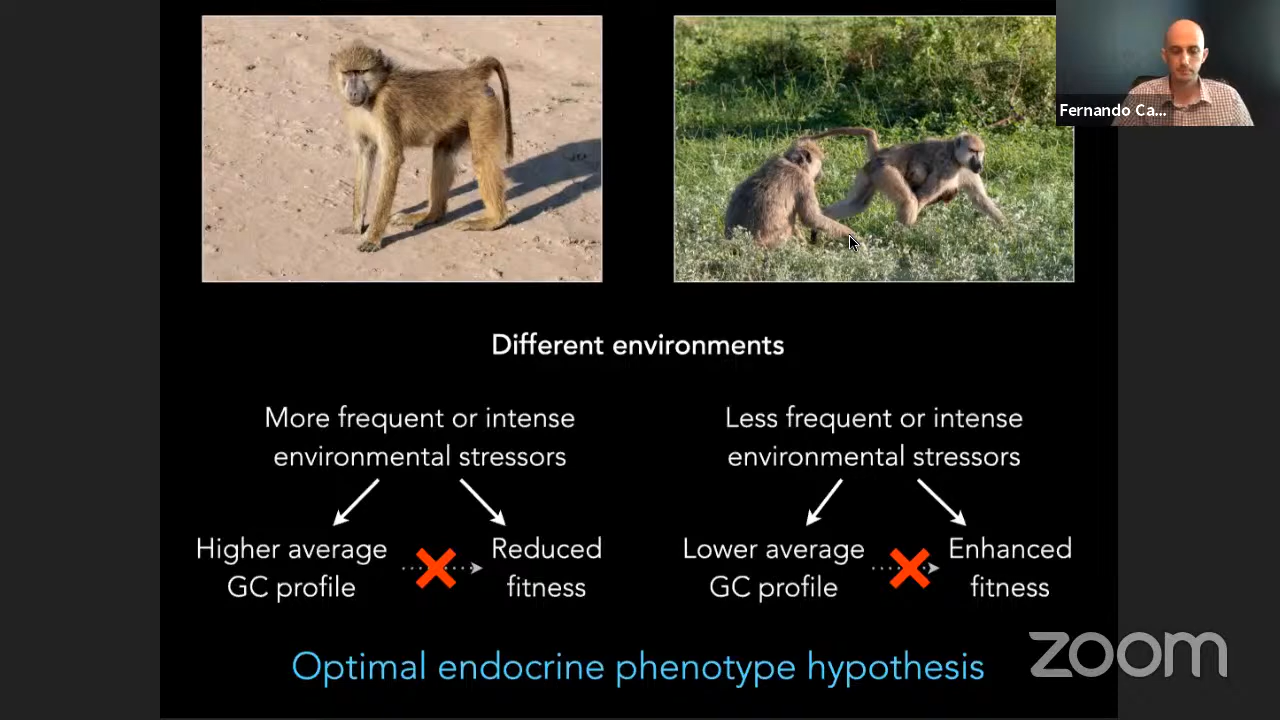 Fernando Ca...
Different environments
More frequent or intense
environmental stressors
Higher average
GC profile
Reduced
fitness
Less frequent or intense
environmental stressors
Lower average
GC profile
Enhanced
fitness
Optimal endocrine phenotype hypothesis
zoom